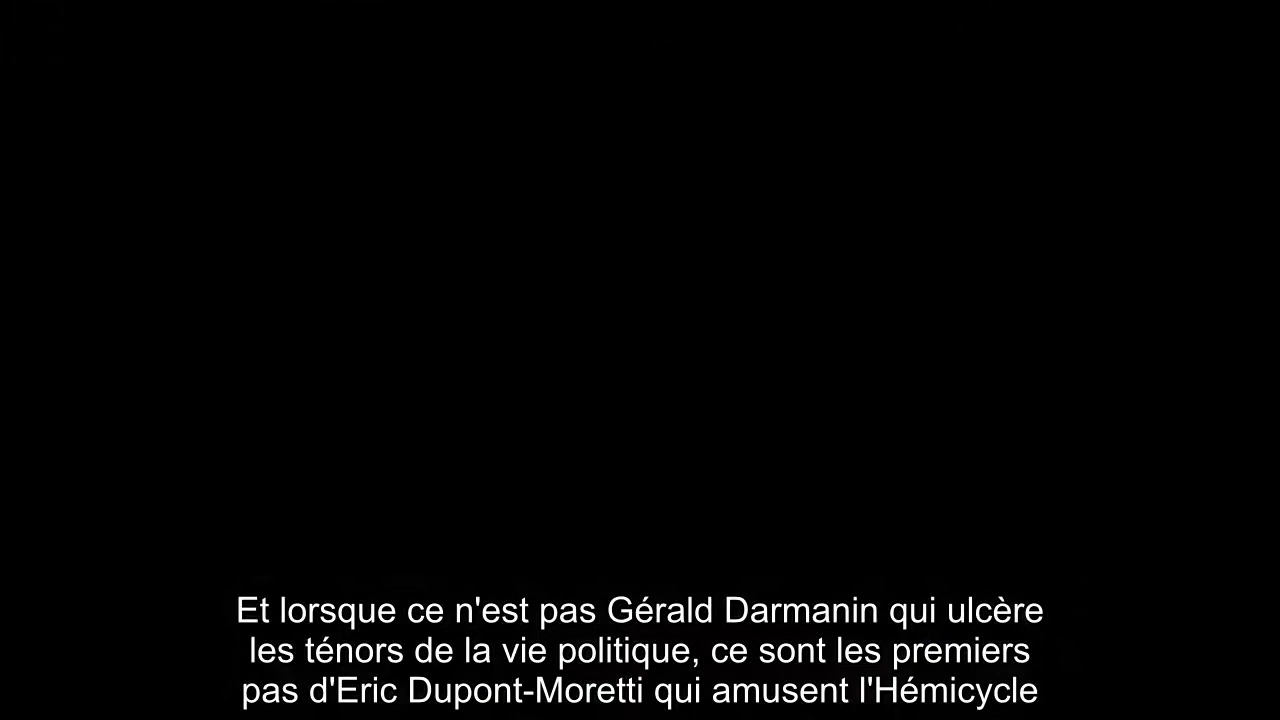 Et lorsque ce n'est pas Gérald Darmanin qui ulcère
les ténors de la vie politique, ce sont les premiers
pas d'Eric Dupont-Moretti qui amusent l'Hémicycle